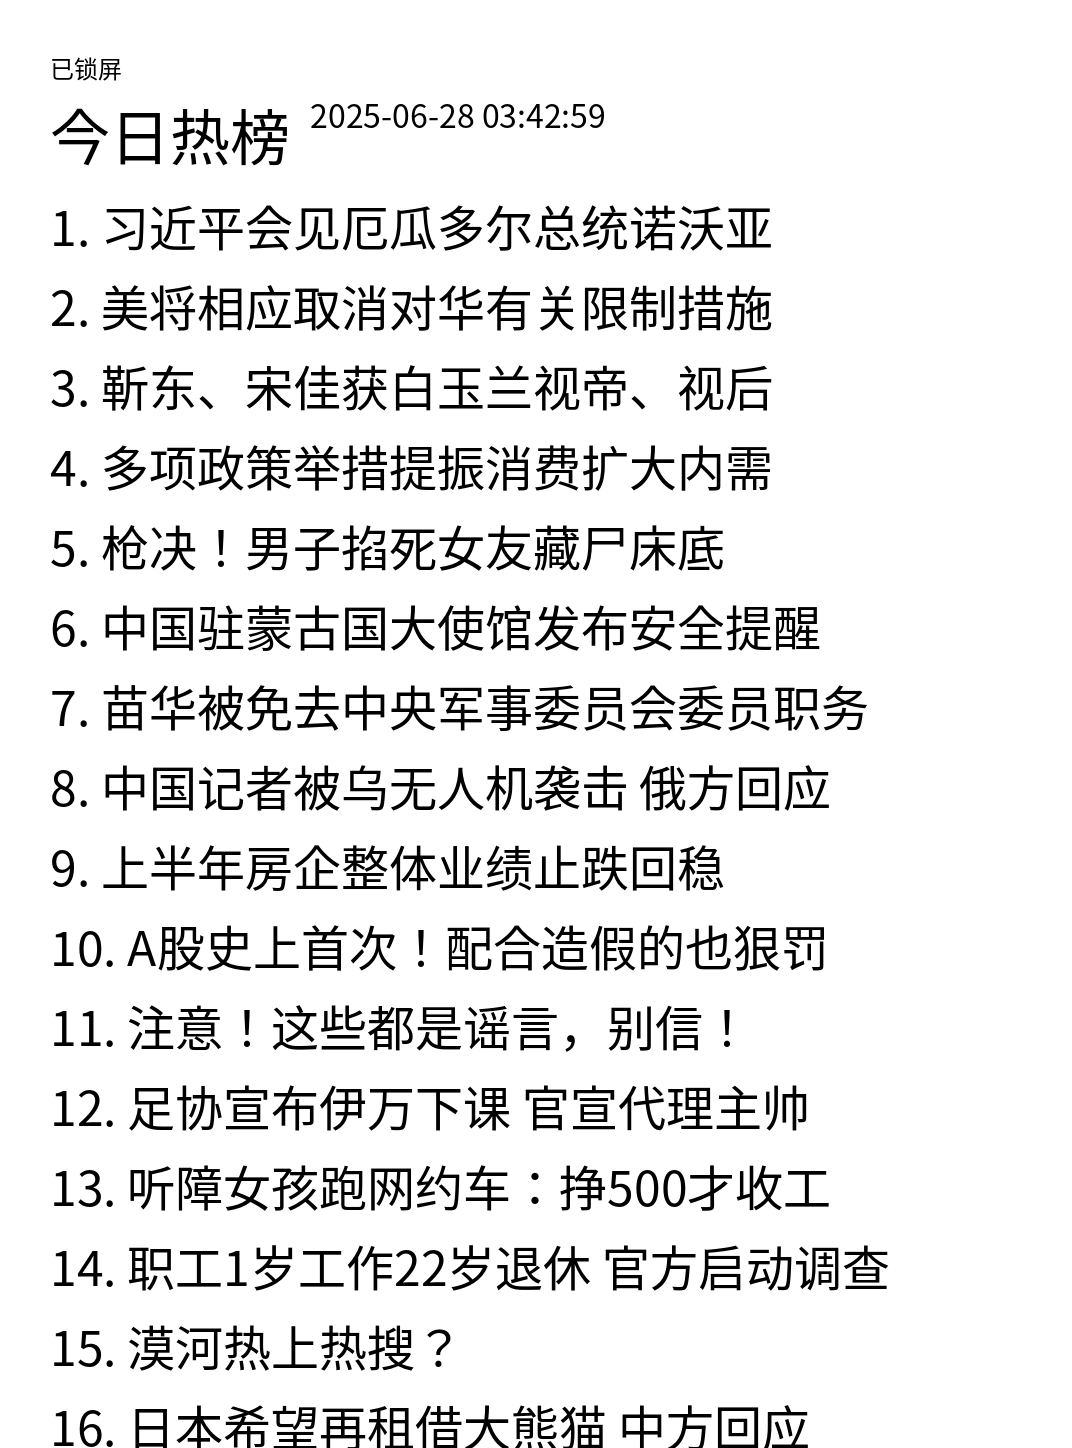 已锁屏
今日热榜 2025-06-28 03:42:59
1. 习近平会见厄瓜多尔总统诺沃亚
2. 美将相应取消对华有关限制措施
3. 靳东、宋佳获白玉兰视帝、视后
4. 多项政策举措提振消费扩大内需
5. 枪决！男子掐死女友藏尸床底
6. 中国驻蒙古国大使馆发布安全提醒
7. 苗华被免去中央军事委员会委员职务
8. 中国记者被乌无人机袭击 俄方回应
9. 上半年房企整体业绩止跌回稳
10. A股史上首次！配合造假的也狠罚
11. 注意！这些都是谣言，别信！
12. 足协宣布伊万下课 官宣代理主帅
13. 听障女孩跑网约车：挣500才收工
14. 职工1岁工作22岁退休 官方启动调查
15. 漠河热上热搜？
16. 日本希望再租借大熊猫 中方回应